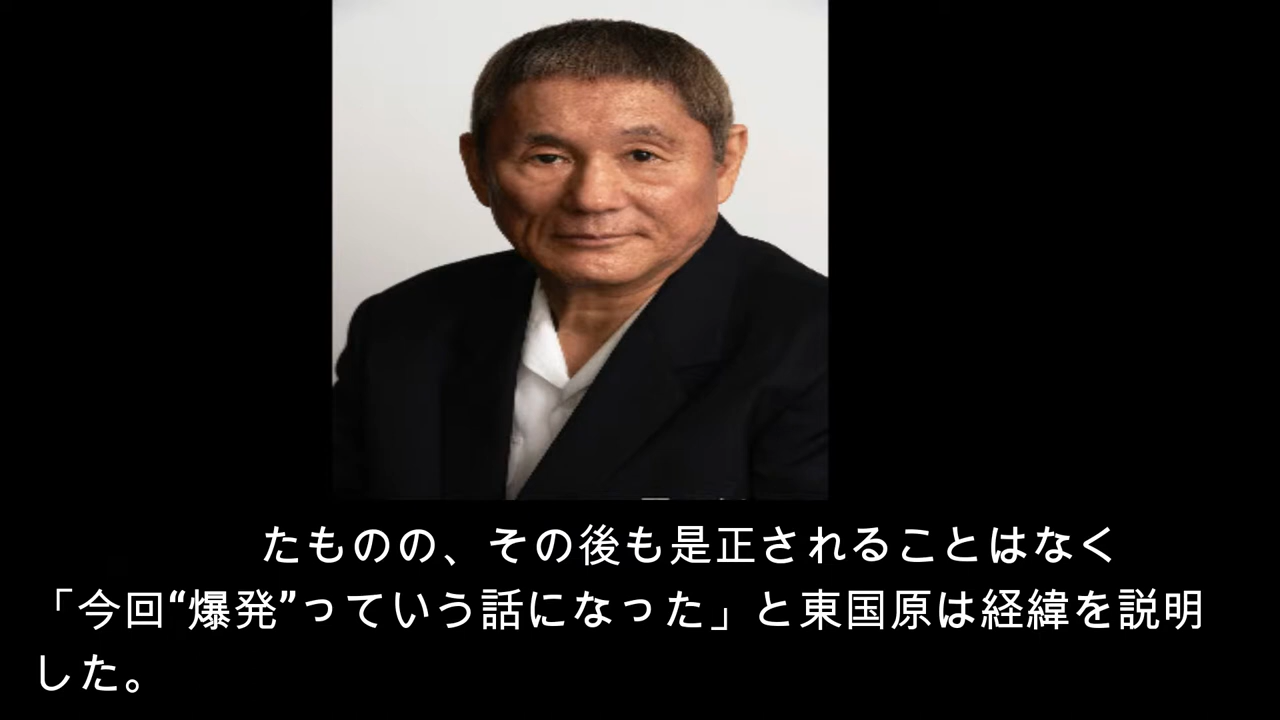 たものの、その後も是正されることはなく
「今回“爆発”っていう話になった」と東国原は経緯を説明
した。